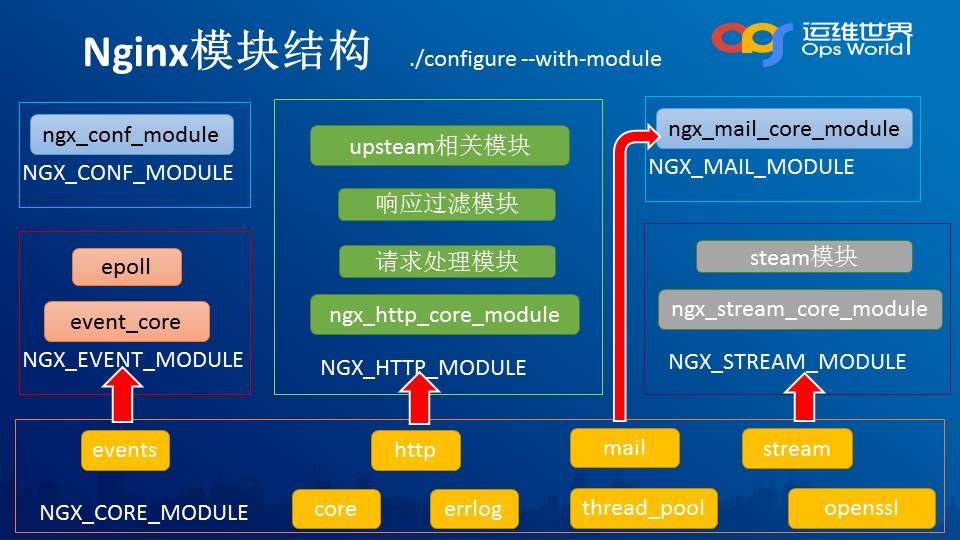 Nginx模块结构
./configure --with-module
运维世界
Ops World
ngx_conf_module
NGX_CONF_MODULE
epoll
event_core
NGX_EVENT_MODULE
upsteam相关模块
响应过滤模块
请求处理模块
ngx_http_core_module
NGX_HTTP_MODULE
ngx_mail_core_module
NGX_MAIL_MODULE
steam模块
ngx_stream_core_module
NGX_STREAM_MODULE
events
http
mail
stream
NGX_CORE_MODULE
core
errlog
thread_pool
openssl